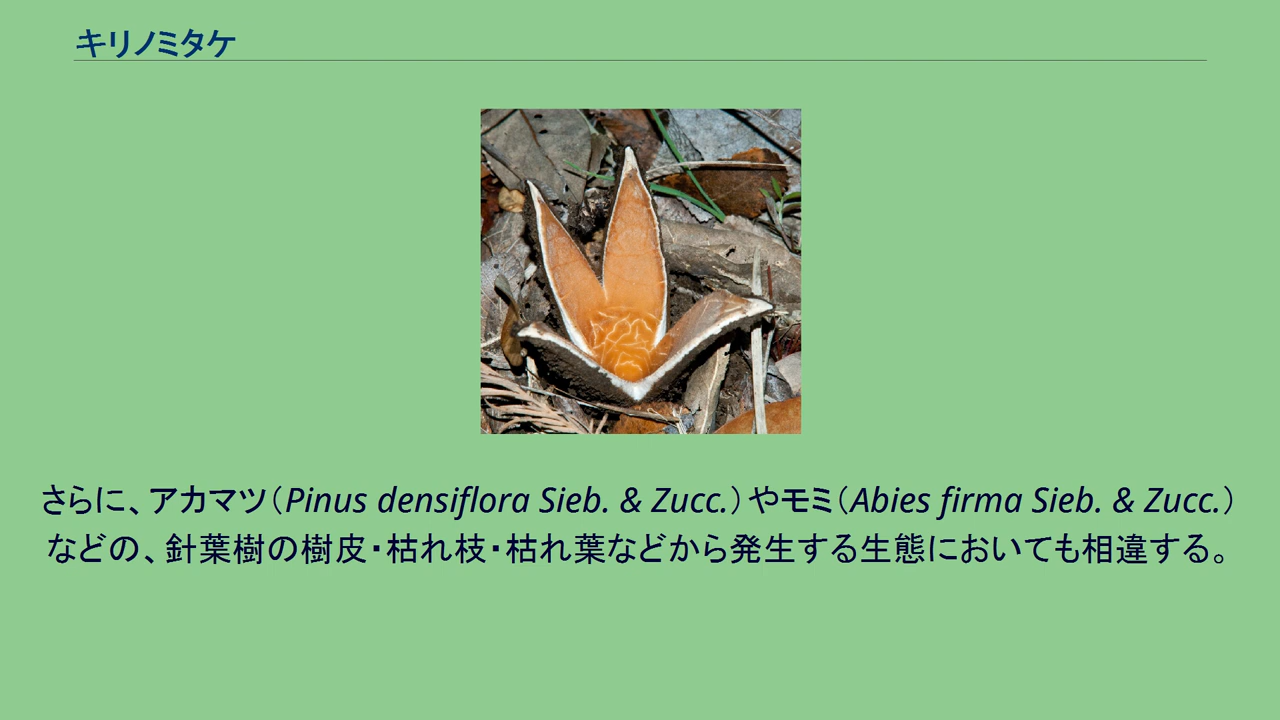 キリノミタケ
さらに、アカマツ（Pinus densiflora Sieb. & Zucc.）やモミ（Abies firma Sieb. & Zucc.）
などの、針葉樹の樹皮・枯れ枝・枯れ葉などから発生する生態においても相違する。